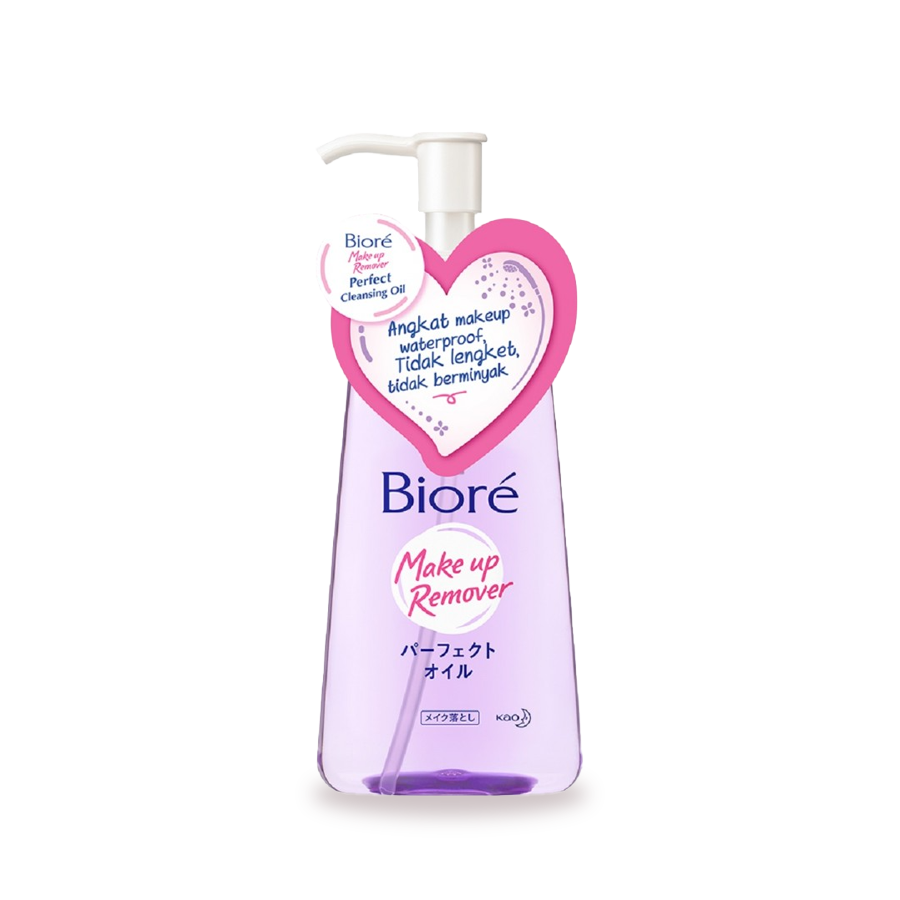 Bioré
Make up
Remover
Perfect
Cleansing Oil
Angkat makeup
waterproof,
Tidak lengket,
tidak berminyak
Bioré
Make up
Remover
パーフェクト
オイル
メイク落とし
Kao